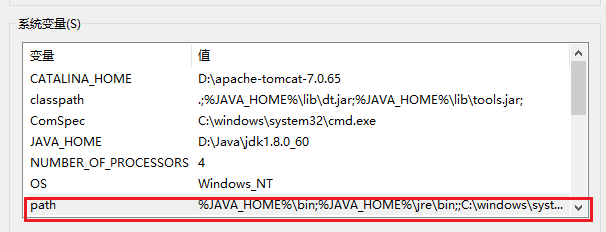 系统变量(S)
变量 值
CATALINA_HOME D:\apache-tomcat-7.0.65
classpath .;%JAVA_HOME%\lib\dt.jar;%JAVA_HOME%\lib\tools.jar;
ComSpec C:\windows\system32\cmd.exe
JAVA_HOME D:\Java\jdk1.8.0_60
NUMBER_OF_PROCESSORS 4
OS Windows_NT
path %JAVA_HOME%\bin;%JAVA_HOME%\jre\bin;;C:\windows\syst...